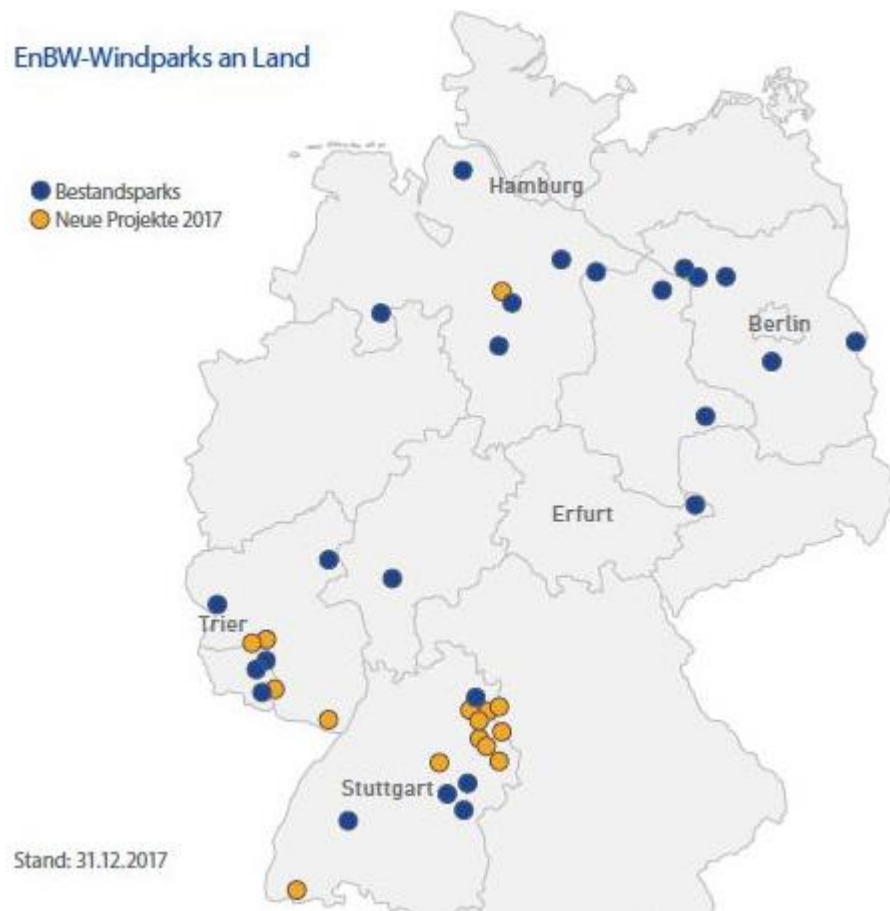 EnBW-Windparks an Land
Bestandsparks
Neue Projekte 2017
Hamburg
Berlin
Erfurt
Trier
Stuttgart
Stand: 31.12.2017